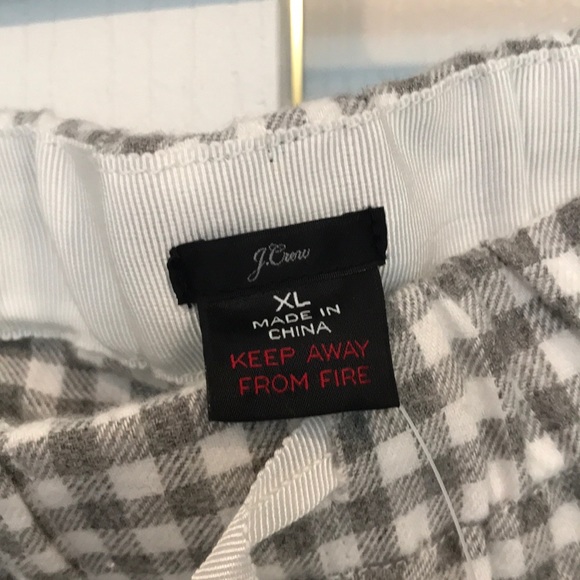 J.Crew
XL
MADE IN
CHINA
KEEP AWAY
FROM FIRE